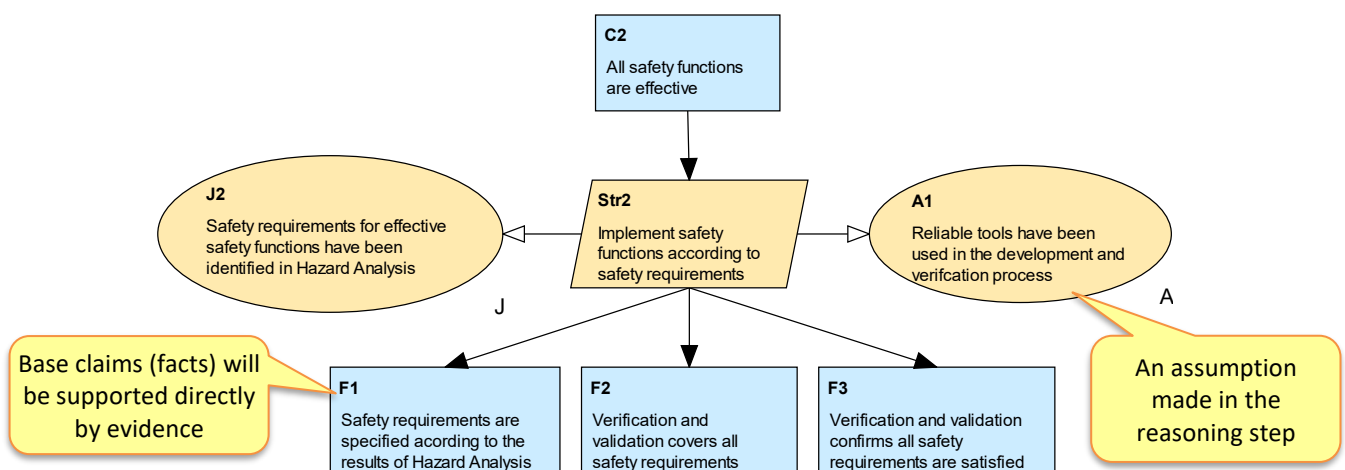 C2
All safety functions
are effective
J2
Safety requirements for effective
safety functions have been
identified in Hazard Analysis
J
Str2
Implement safety
functions according to
safety requirements
A1
Reliable tools have been
used in the development and
verifcation process
A
Base claims (facts) will
be supported directly
by evidence
F1
Safety requirements are
specified acording to the
results of Hazard Analysis
F2
Verification and
validation covers all
safety requirements
F3
Verification and validation
confirms all safety
requirements are satisfied
An assumption
made in the
reasoning step